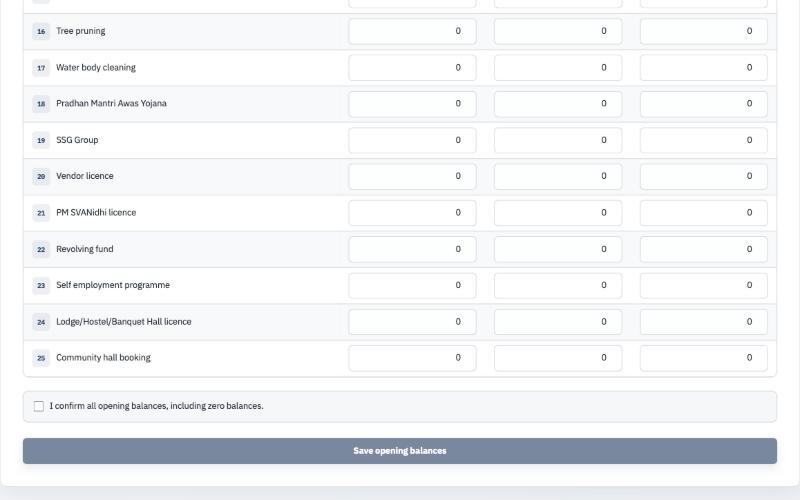 16 Tree pruning 0 0 0
17 Water body cleaning 0 0 0
18 Pradhan Mantri Awas Yojana 0 0 0
19 SSG Group 0 0 0
20 Vendor licence 0 0 0
21 PM SVANidhi licence 0 0 0
22 Revolving fund 0 0 0
23 Self employment programme 0 0 0
24 Lodge/Hostel/Banquet Hall licence 0 0 0
25 Community hall booking 0 0 0
I confirm all opening balances, including zero balances.
Save opening balances